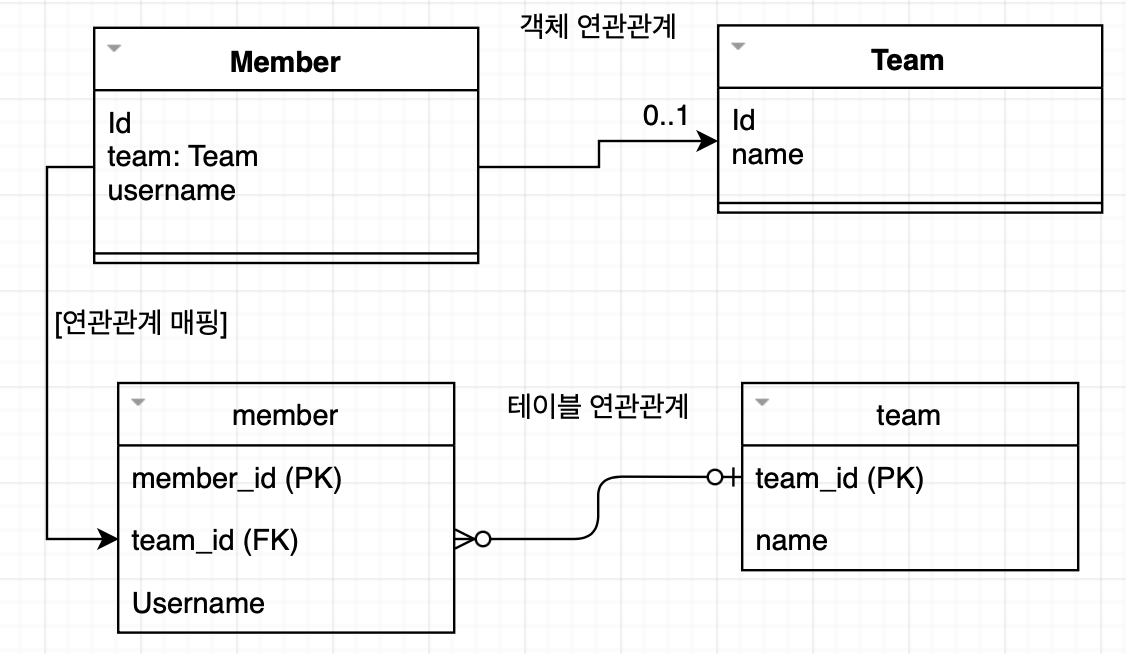 객체 연관관계
Member
Id
team: Team
username
0..1
Team
Id
name
[연관관계 매핑]
테이블 연관관계
member
member_id (PK)
team_id (FK)
Username
team
team_id (PK)
name